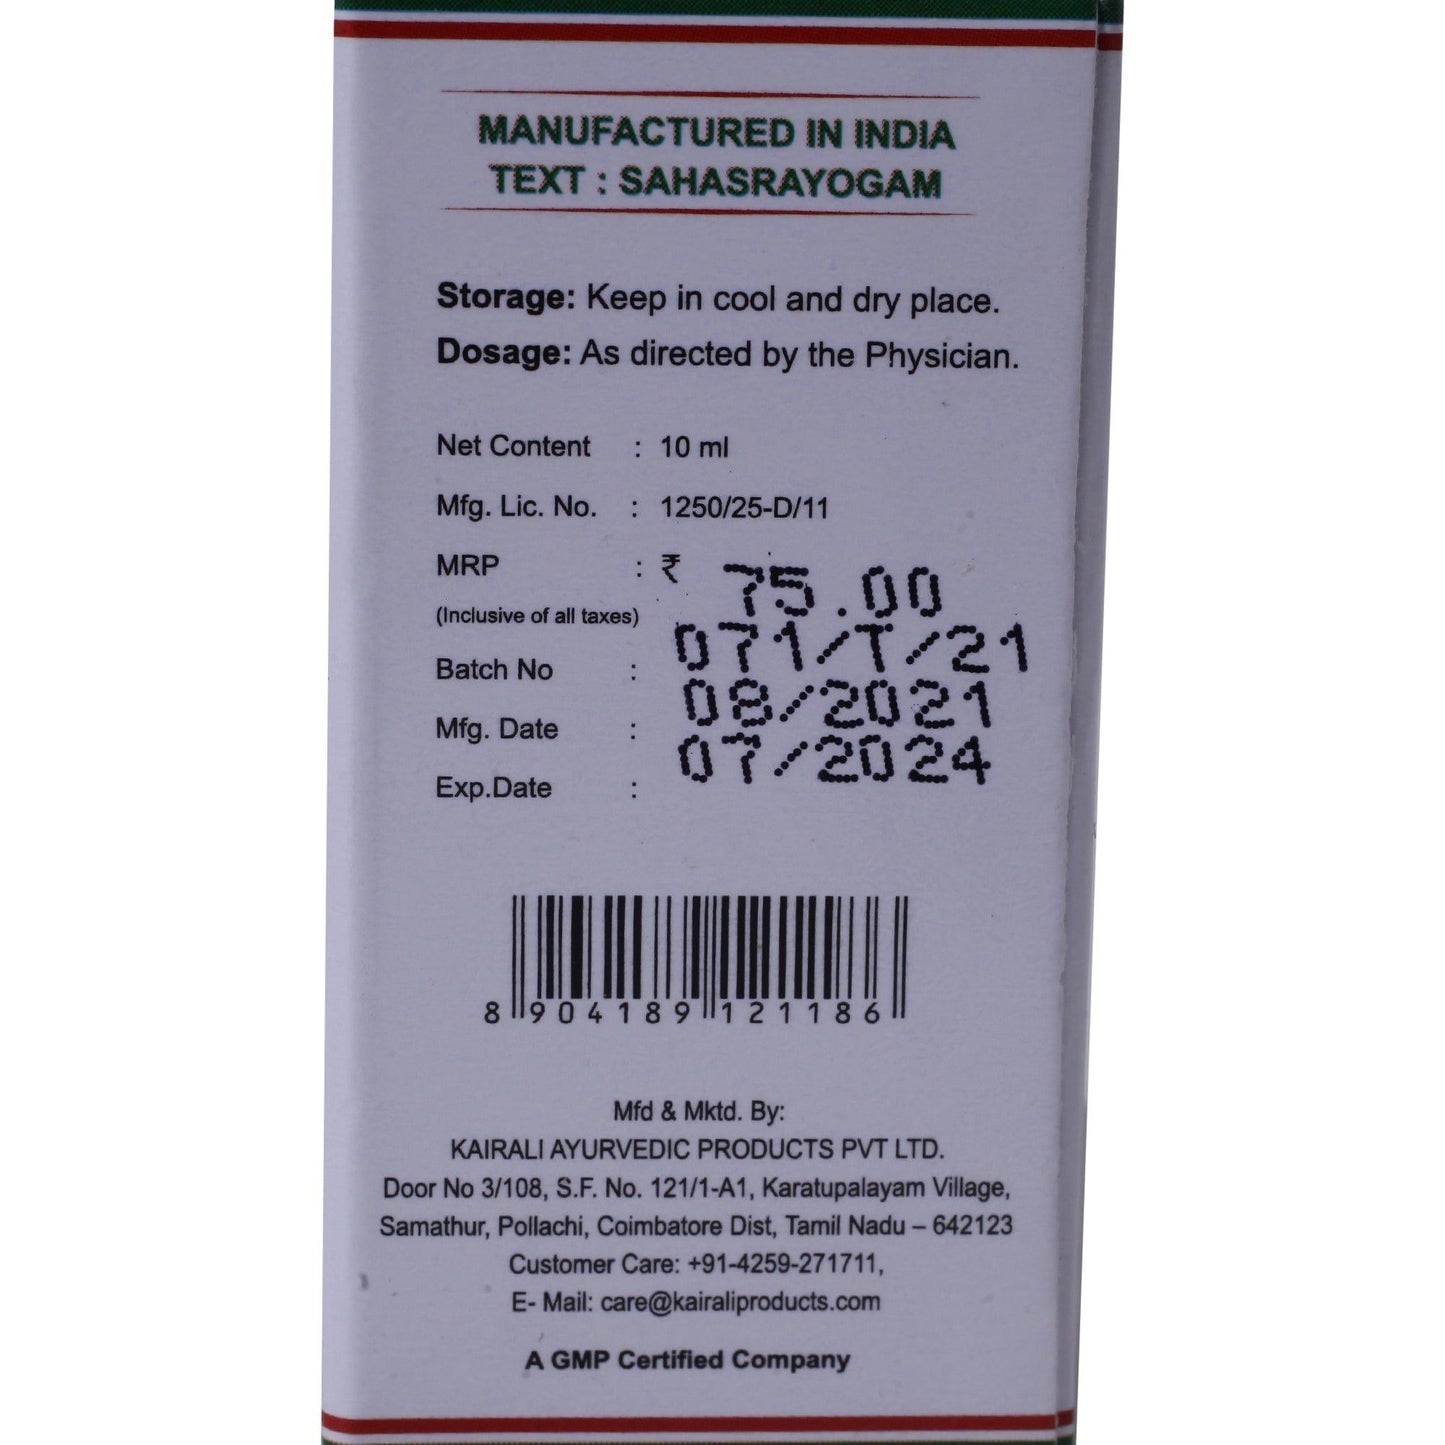 MANUFACTURED IN INDIA
TEXT : SAHASRAYOGAM
Storage: Keep in cool and dry place.
Dosage: As directed by the Physician.
Net Content : 10 ml
Mfg. Lic. No. : 1250/25-D/11
MRP : ₹ 75.00
(Inclusive of all taxes)
Batch No : 071/T/21
Mfg. Date : 08/2021
Exp.Date : 07/2024
8 904189 121186
Mfd & Mktd. By:
KAIRALI AYURVEDIC PRODUCTS PVT LTD.
Door No 3/108, S.F. No. 121/1-A1, Karatupalayam Village,
Samathur, Pollachi, Coimbatore Dist, Tamil Nadu – 642123
Customer Care: +91-4259-271711,
E- Mail: care@kairaliproducts.com
A GMP Certified Company